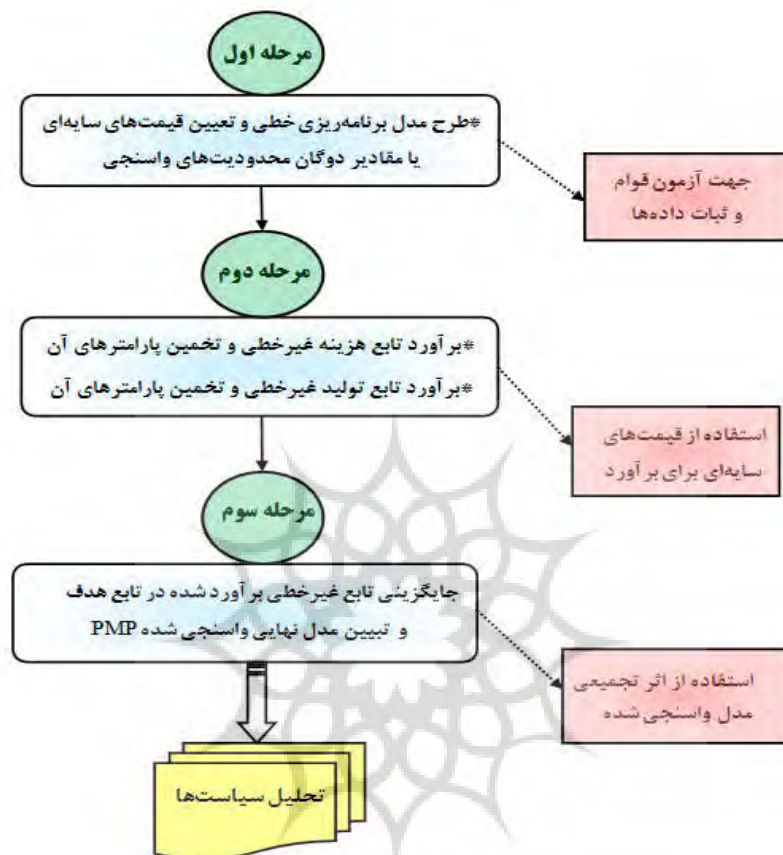 مرحله اول
*طرح مدل برنامه‌ریزی خطی و تعیین قیمت‌های سایه‌ای
یا مقادیر دوگان محدودیت‌های واسنجی
جهت آزمون قوام
و ثبات داده‌ها
مرحله دوم
*برآورد تابع هزینه غیرخطی و تخمین پارامترهای آن
*برآورد تابع تولید غیرخطی و تخمین پارامترهای آن
استفاده از قیمت‌های
سایه‌ای برای برآورد
مرحله سوم
جایگزینی تابع غیرخطی برآورد شده در تابع هدف
و تبیین مدل نهایی واسنجی شده PMP
استفاده از اثر تجمیعی
مدل واسنجی شده
تحلیل سیاست‌ها